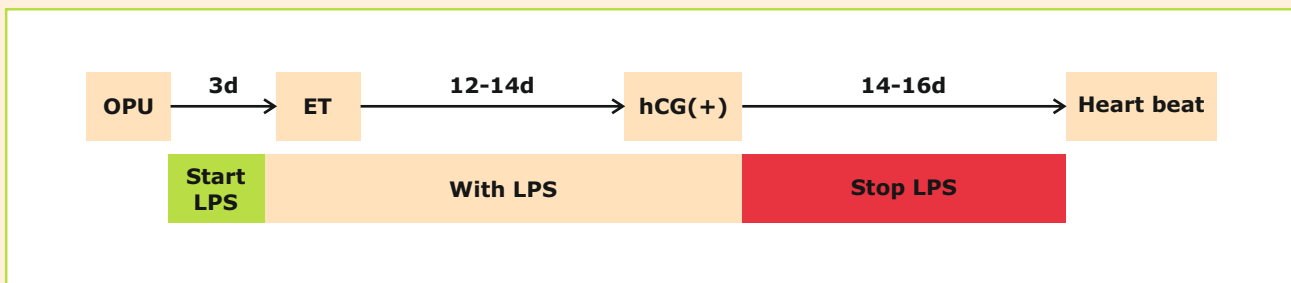 3d
12-14d
14-16d
OPU
ET
hCG(+)
Heart beat
Start
LPS
With LPS
Stop LPS